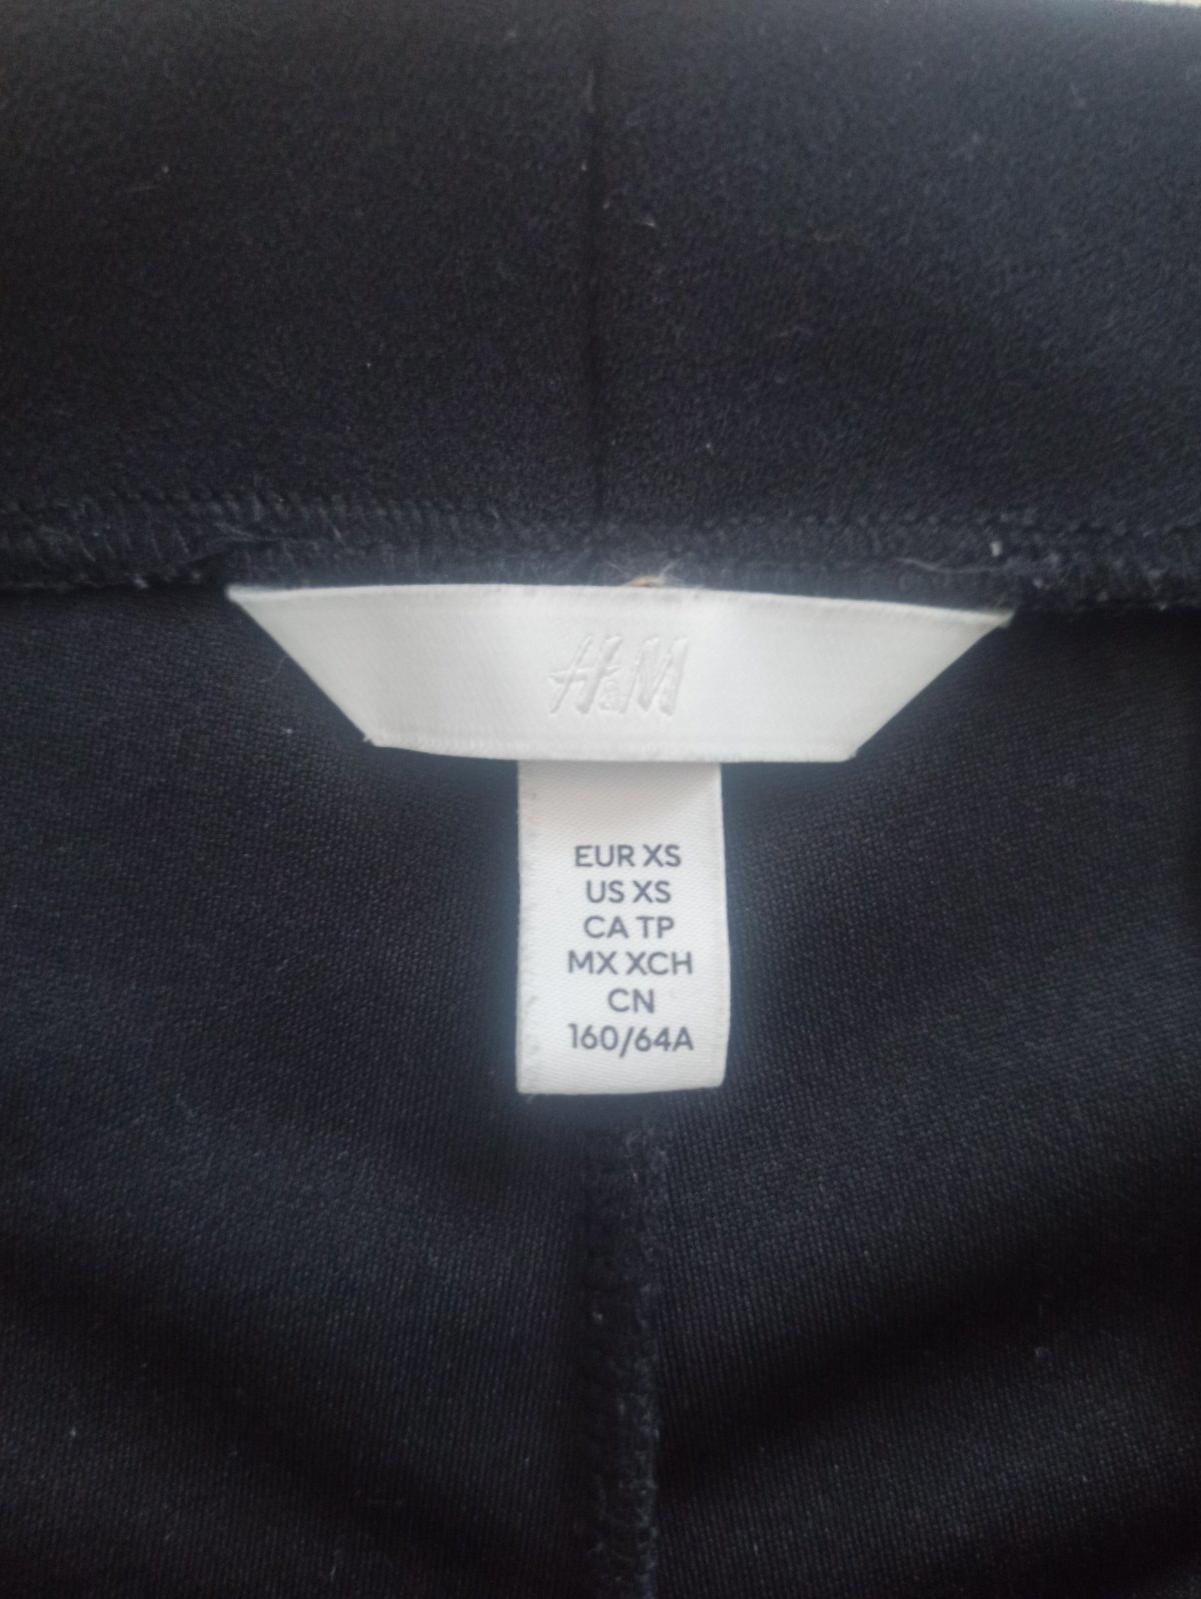 H&M
EUR XS
US XS
CA TP
MX XCH
CN
160/64A